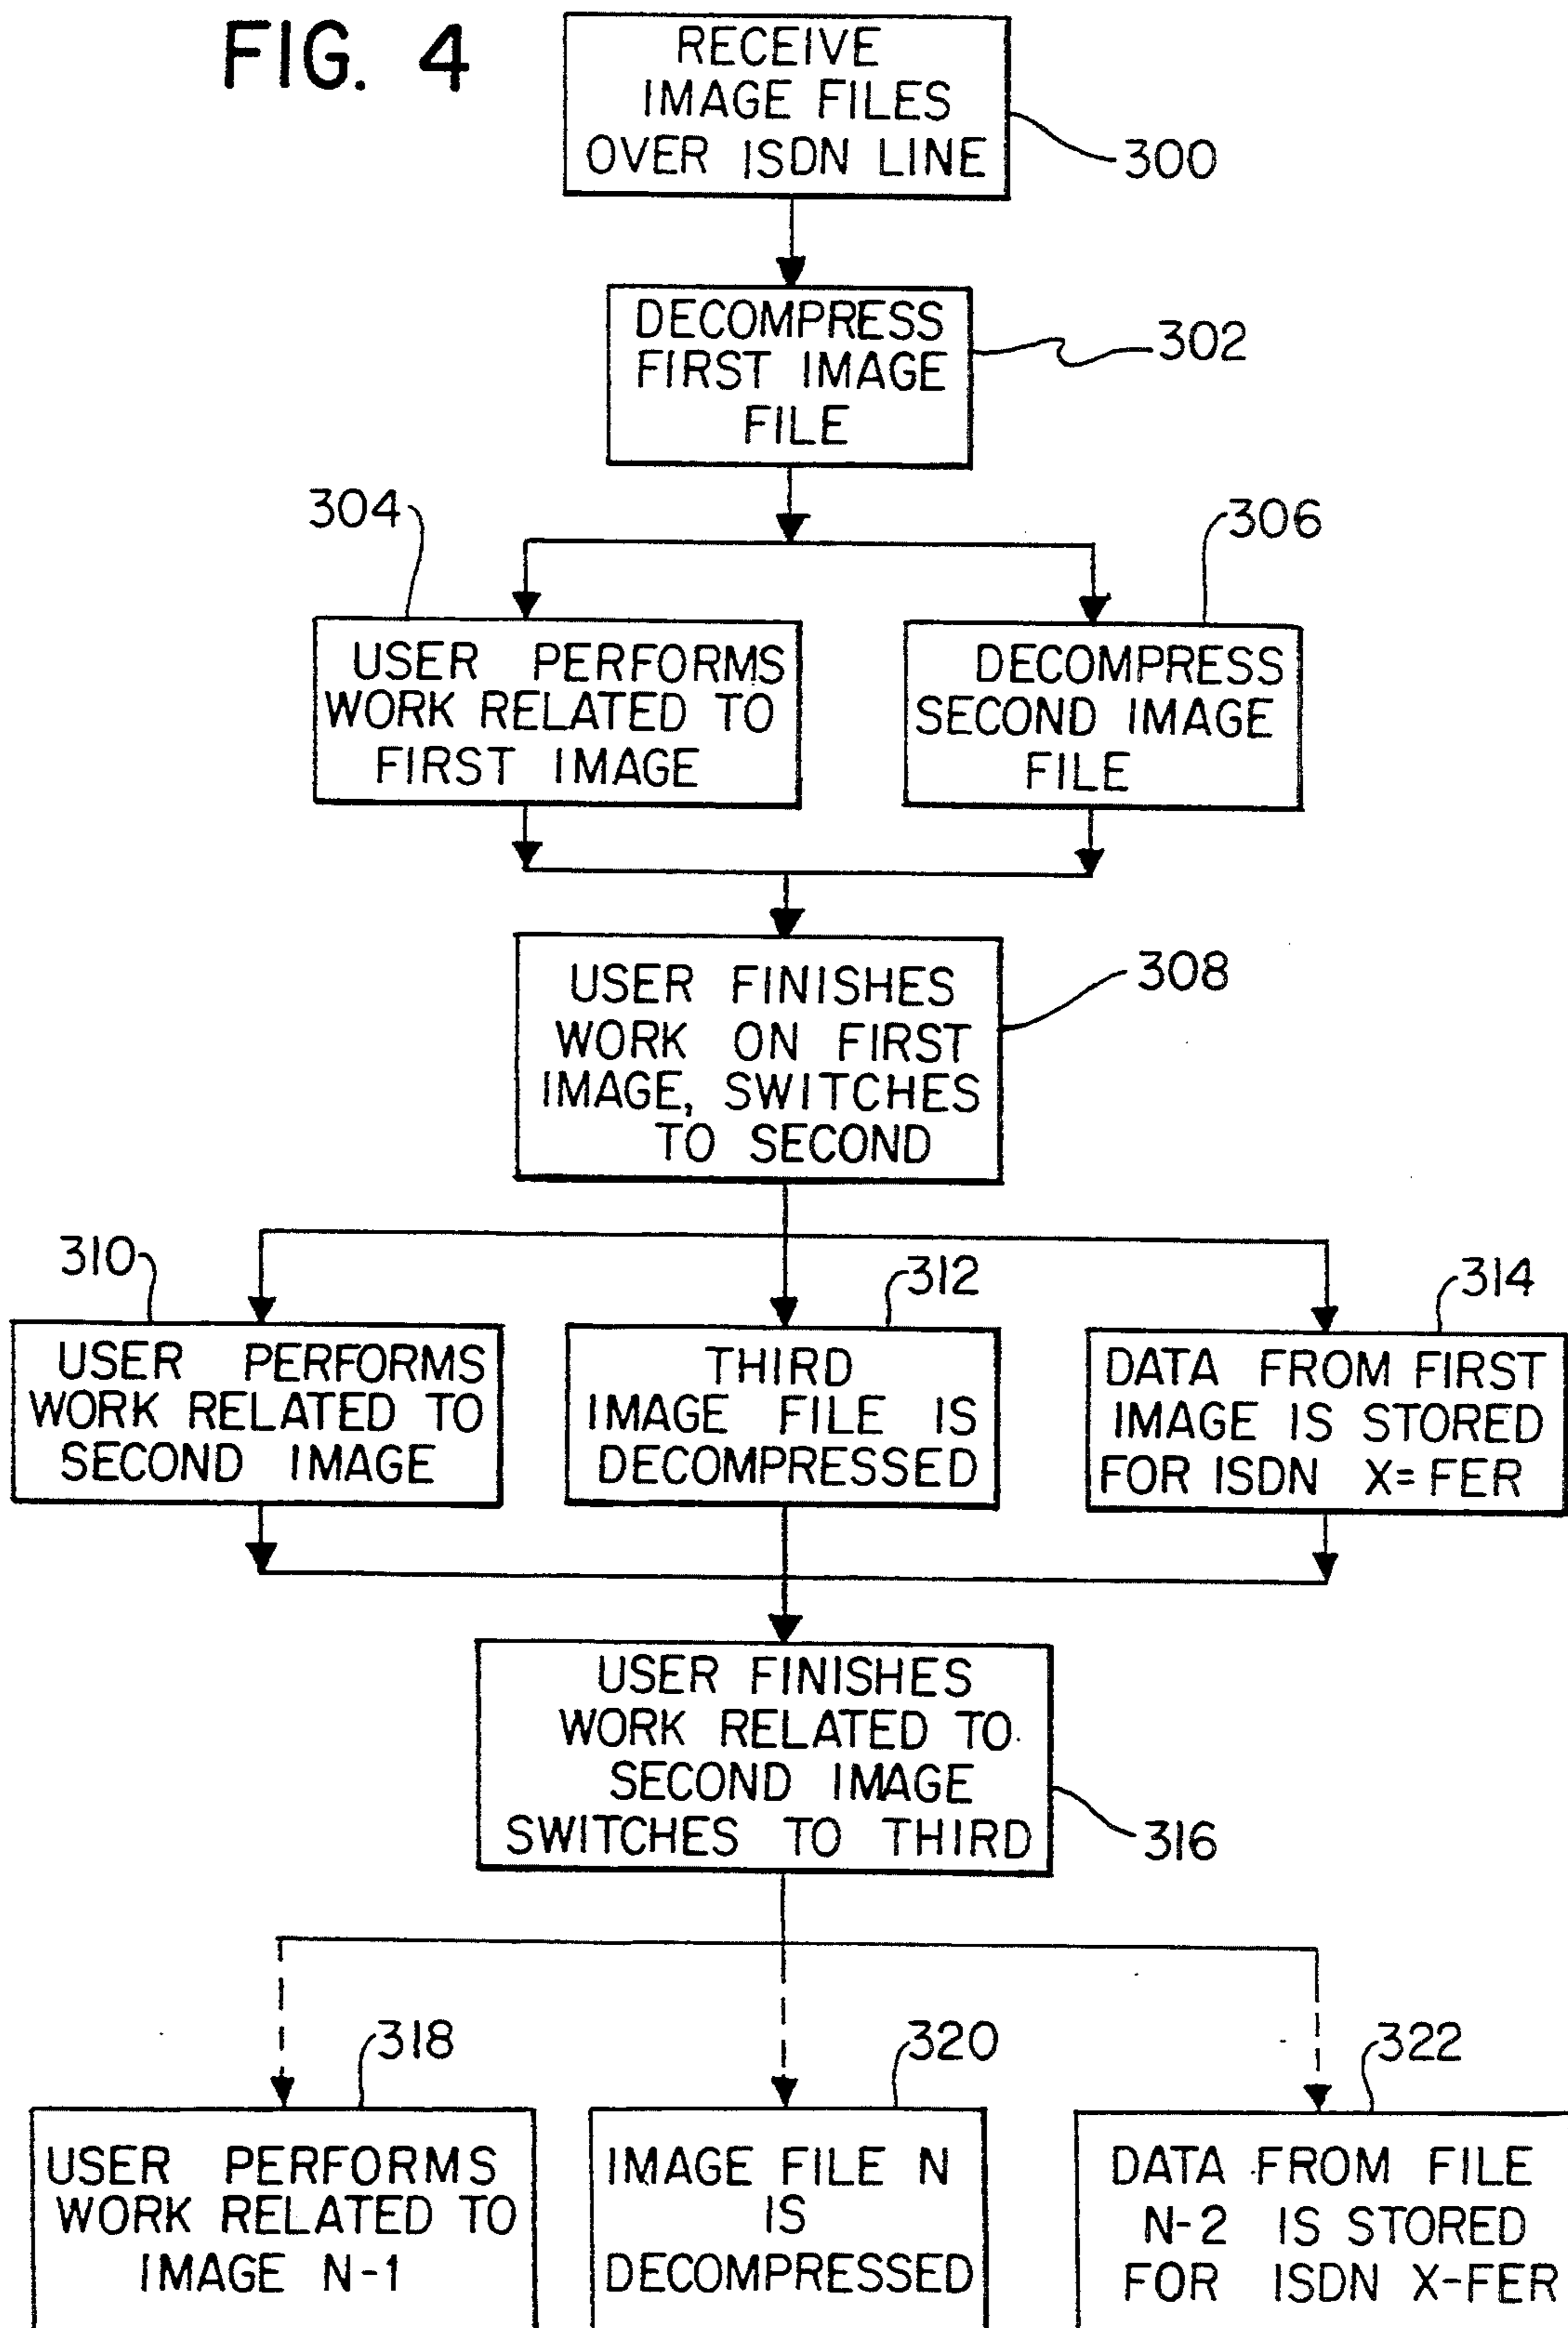 FIG. 4
RECEIVE
IMAGE FILES
OVER ISDN LINE
300
DECOMPRESS
FIRST IMAGE
FILE
302
304
306
USER PERFORMS
WORK RELATED TO
FIRST IMAGE
DECOMPRESS
SECOND IMAGE
FILE
USER FINISHES
WORK ON FIRST
IMAGE, SWITCHES
TO SECOND
308
310
312
314
USER PERFORMS
WORK RELATED TO
SECOND IMAGE
THIRD
IMAGE FILE IS
DECOMPRESSED
DATA FROM FIRST
IMAGE IS STORED
FOR ISDN X=FER
USER FINISHES
WORK RELATED TO
SECOND IMAGE
SWITCHES TO THIRD
316
318
320
322
USER PERFORMS
WORK RELATED TO
IMAGE N-1
IMAGE FILE N
IS
DECOMPRESSED
DATA FROM FILE
N-2 IS STORED
FOR ISDN X-FER